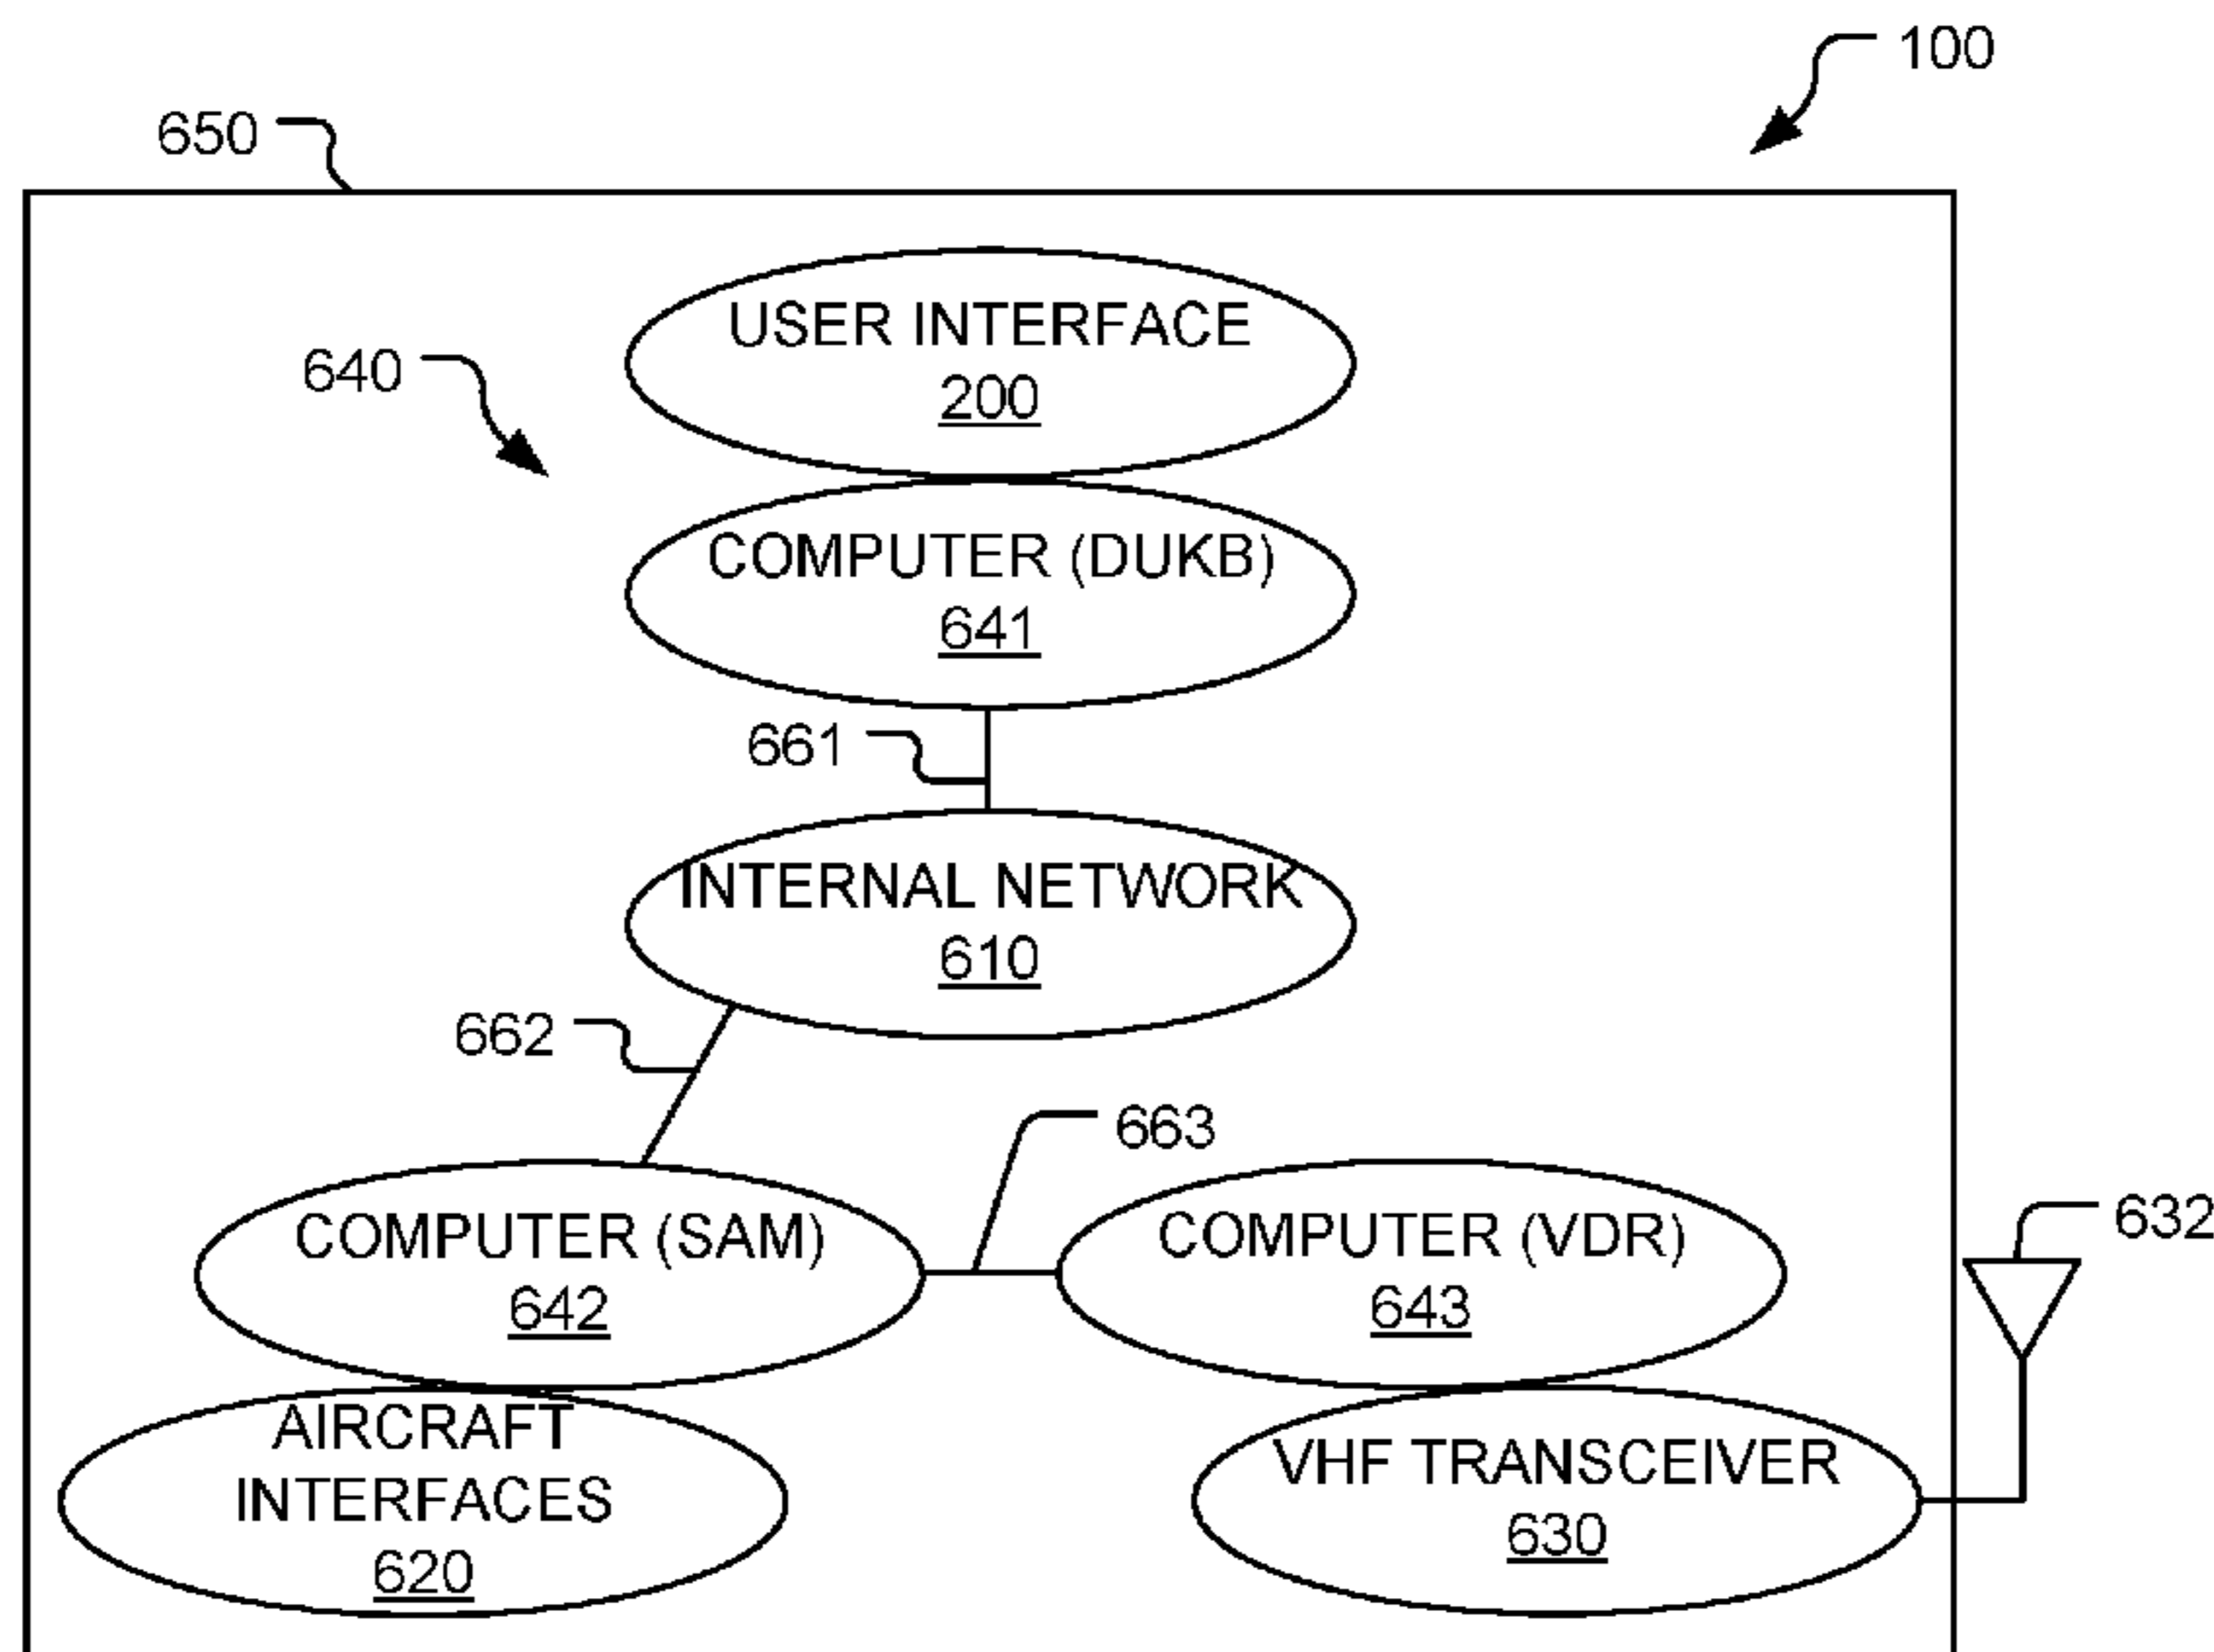 100
650
USER INTERFACE
200
640
COMPUTER (DUKB)
641
661
INTERNAL NETWORK
610
662
663
COMPUTER (SAM)
642
COMPUTER (VDR)
643
632
AIRCRAFT
INTERFACES
620
VHF TRANSCEIVER
630